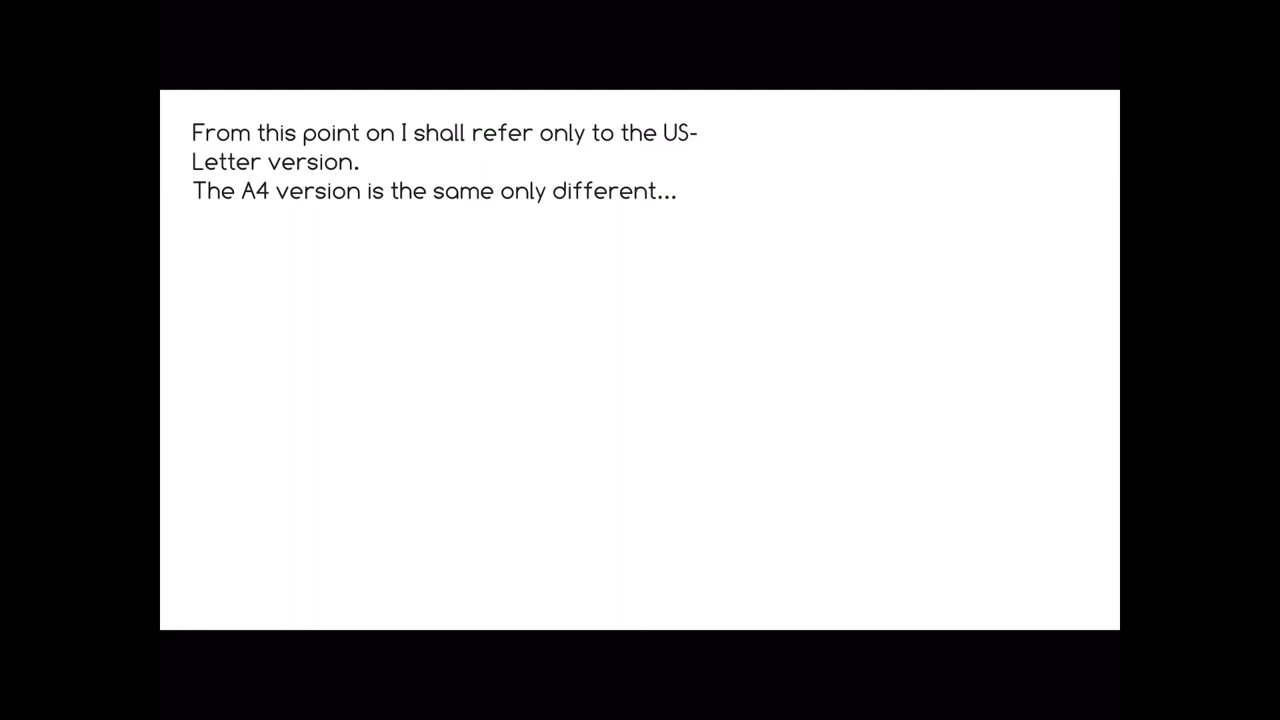 From this point on I shall refer only to the US-
Letter version.
The A4 version is the same only different...